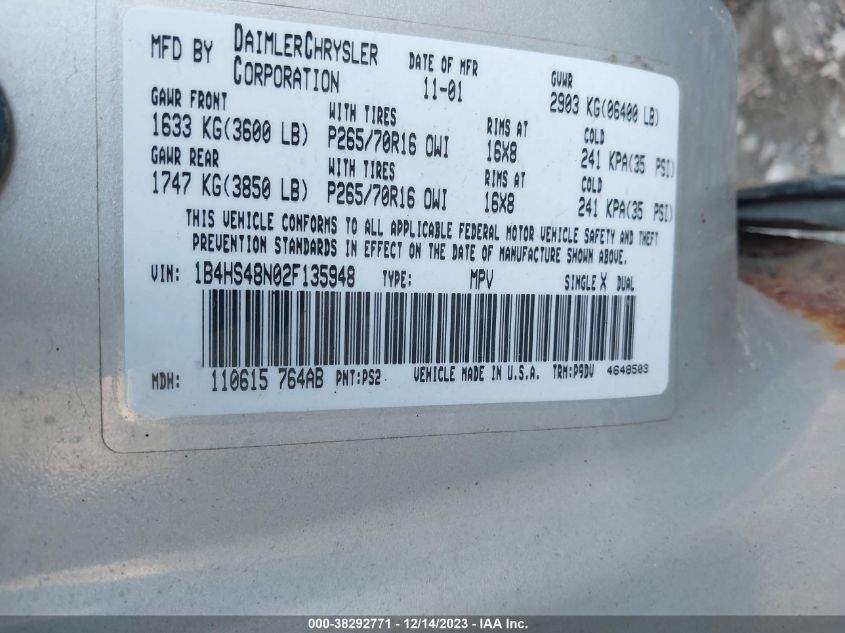 MFD BY DAIMLERCHRYSLER CORPORATION DATE OF MFR 11-01 GVWR 2903 KG(06400 LB)
GAWR FRONT WITH TIRES RIMS AT COLD
1633 KG(3600 LB) P265/70R16 OWI 16X8 241 KPA(35 PSI)
GAWR REAR WITH TIRES RIMS AT COLD
1747 KG(3850 LB) P265/70R16 OWI 16X8 241 KPA(35 PSI)
THIS VEHICLE CONFORMS TO ALL APPLICABLE FEDERAL MOTOR VEHICLE SAFETY AND THEFT
PREVENTION STANDARDS IN EFFECT ON THE DATE OF MANUFACTURE SHOWN ABOVE.
VIN: 1B4HS48N02F135948 TYPE: MPV SINGLE X DUAL
MDH: 110615 764AB PNT:PS2 VEHICLE MADE IN U.S.A. TRM:P9DV 4648503
000-38292771 - 12/14/2023 - IAA Inc.